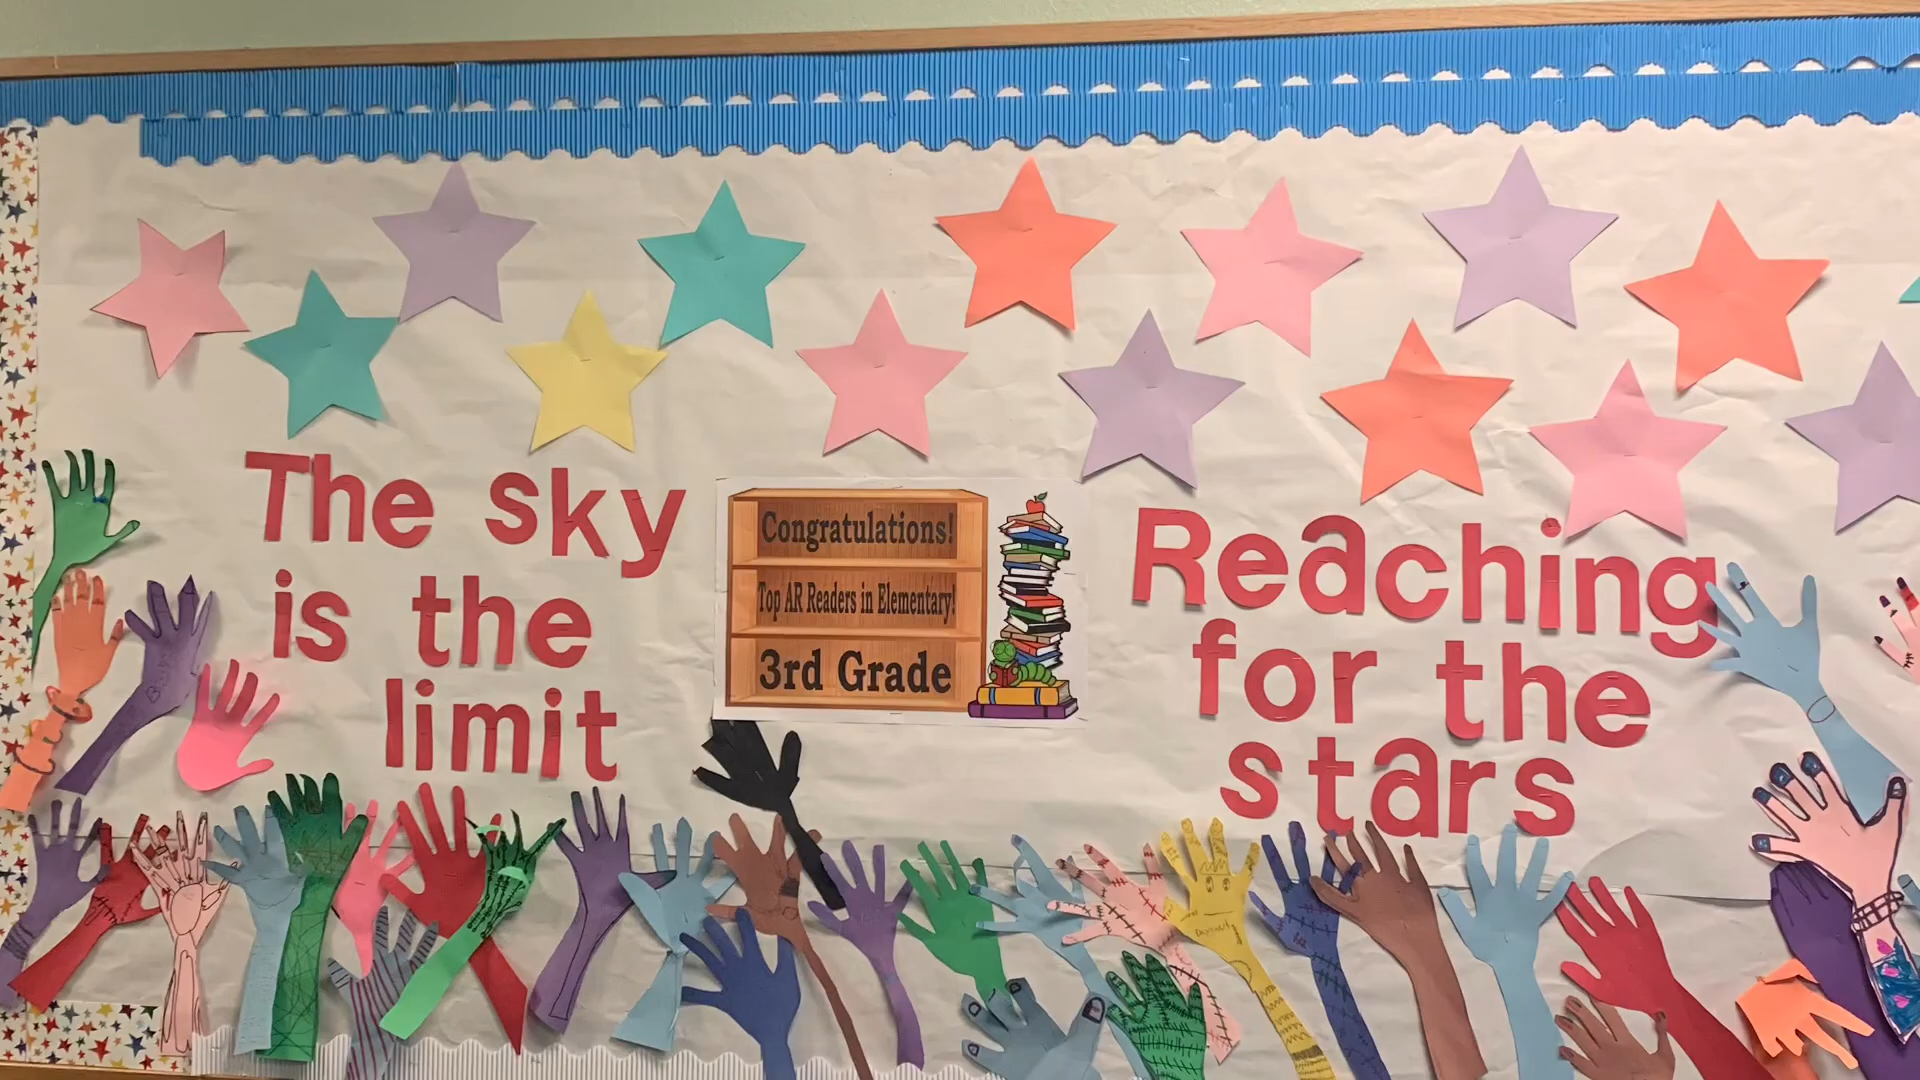 The sky
is the
limit
Congratulations!
Top AR Readers in Elementary!
3rd Grade
Reaching
for the
stars